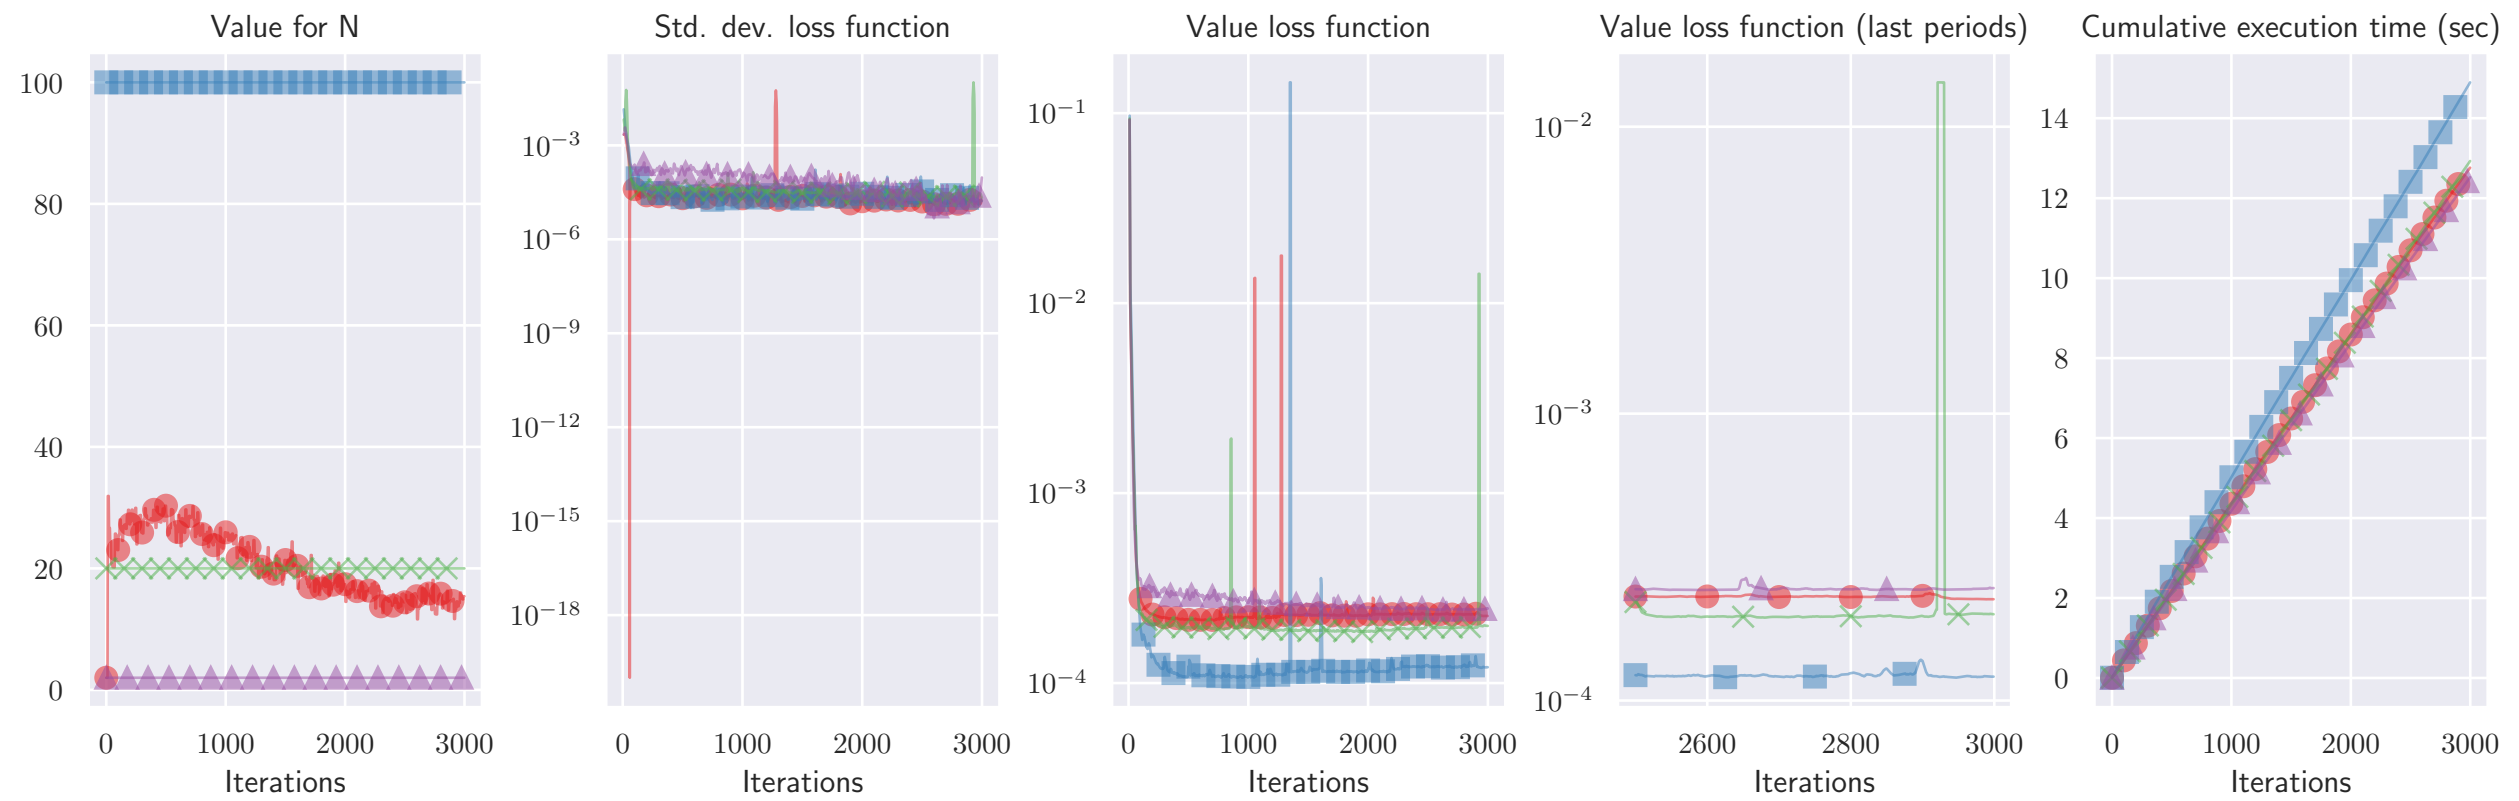 Value for N
100
80
60
40
20
0
0 1000 2000 3000
Iterations
Std. dev. loss function
10^{-3}
10^{-6}
10^{-9}
10^{-12}
10^{-15}
10^{-18}
0 1000 2000 3000
Iterations
Value loss function
10^{-1}
10^{-2}
10^{-3}
10^{-4}
0 1000 2000 3000
Iterations
Value loss function (last periods)
10^{-2}
10^{-3}
10^{-4}
2600 2800 3000
Iterations
Cumulative execution time (sec)
14
12
10
8
6
4
2
0
0 1000 2000 3000
Iterations